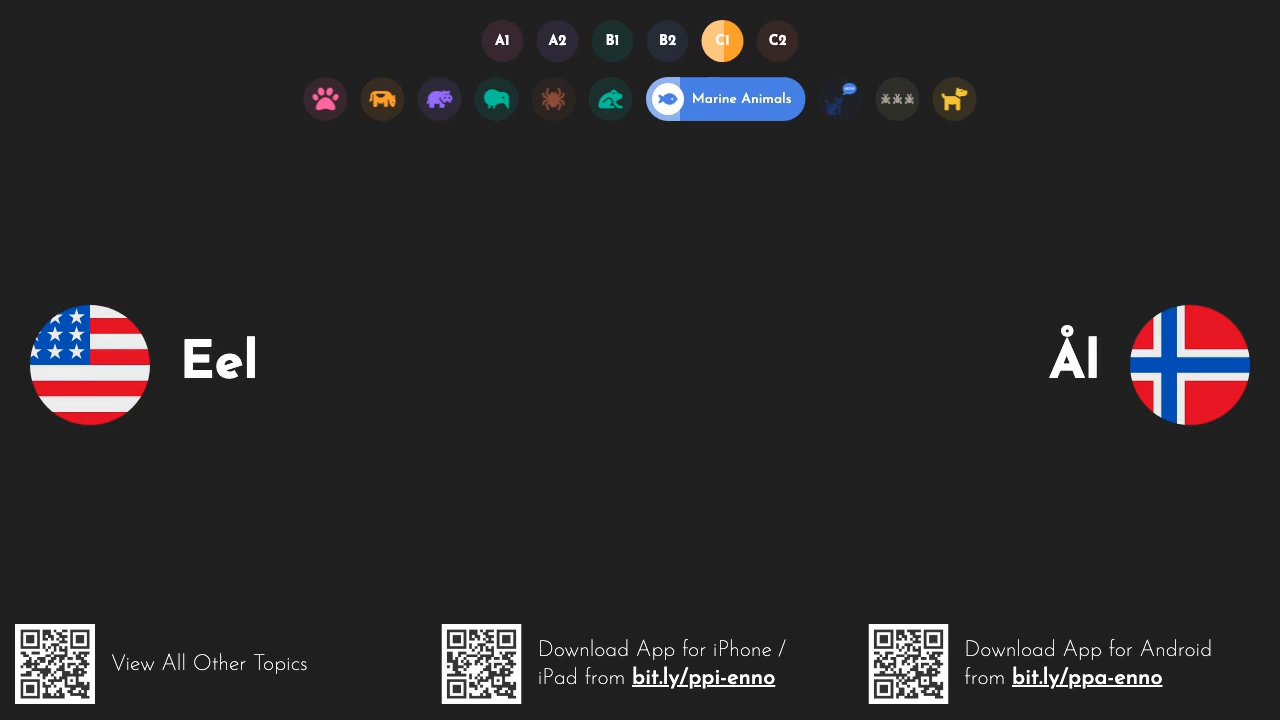 A1 A2 B1 B2 C1 C2
Marine Animals
Eel
Ål
View All Other Topics
Download App for iPhone /
iPad from bit.ly/ppi-enno
Download App for Android
from bit.ly/ppa-enno